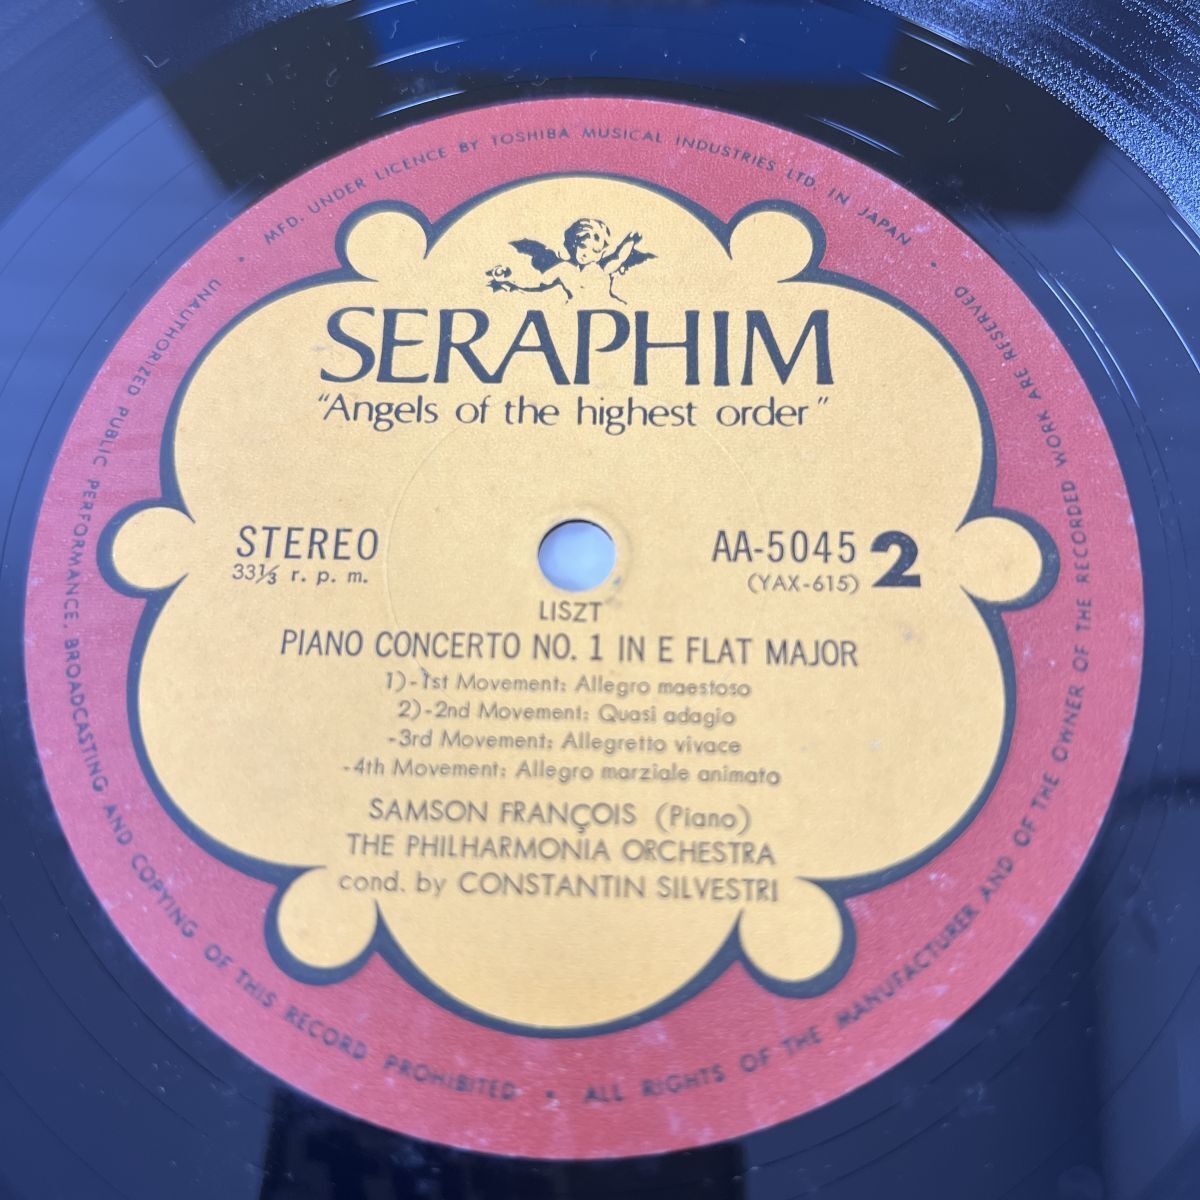 MFD. UNDER LICENCE BY TOSHIBA MUSICAL INDUSTRIES LTD. IN JAPAN
SERAPHIM
"Angels of the highest order"
STEREO
33⅓ r. p. m.
AA-5045 2
(YAX-615)
LISZT
PIANO CONCERTO NO. 1 IN E FLAT MAJOR
1)-1st Movement: Allegro maestoso
2)-2nd Movement: Quasi adagio
-3rd Movement: Allegretto vivace
-4th Movement: Allegro marziale animato
SAMSON FRANÇOIS (Piano)
THE PHILHARMONIA ORCHESTRA
cond. by CONSTANTIN SILVESTRI
UNAUTHORIZED PUBLIC PERFORMANCE, BROADCASTING AND COPYING OF THIS RECORD PROHIBITED • ALL RIGHTS OF THE MANUFACTURER AND OF THE OWNER OF THE RECORDED WORK ARE RESERVED